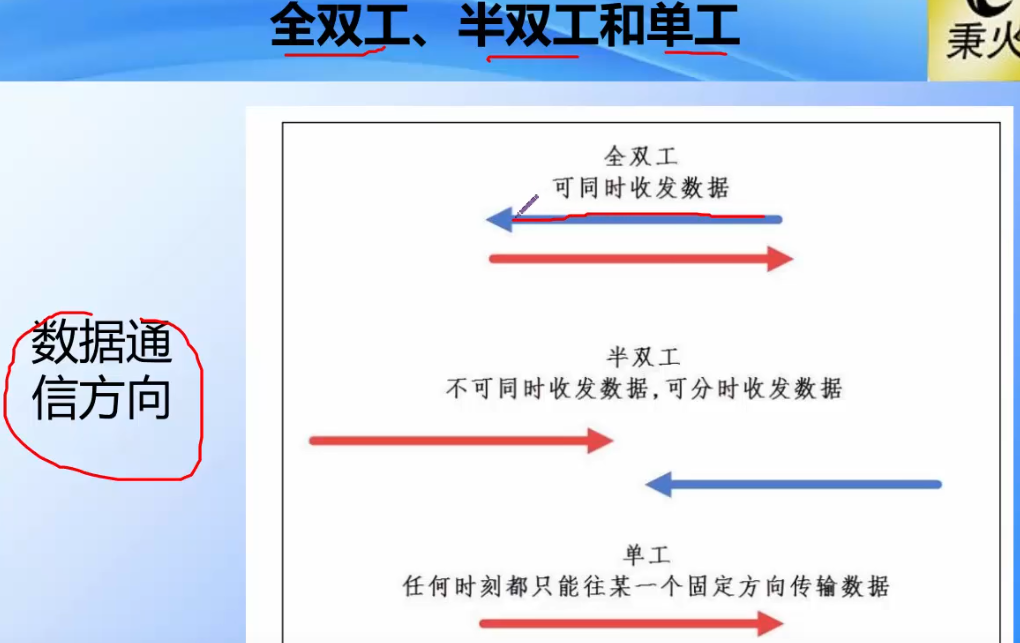 全双工、半双工和单工
秉火
全双工
可同时收发数据
数据通
信方向
半双工
不可同时收发数据,可分时收发数据
单工
任何时刻都只能往某一个固定方向传输数据